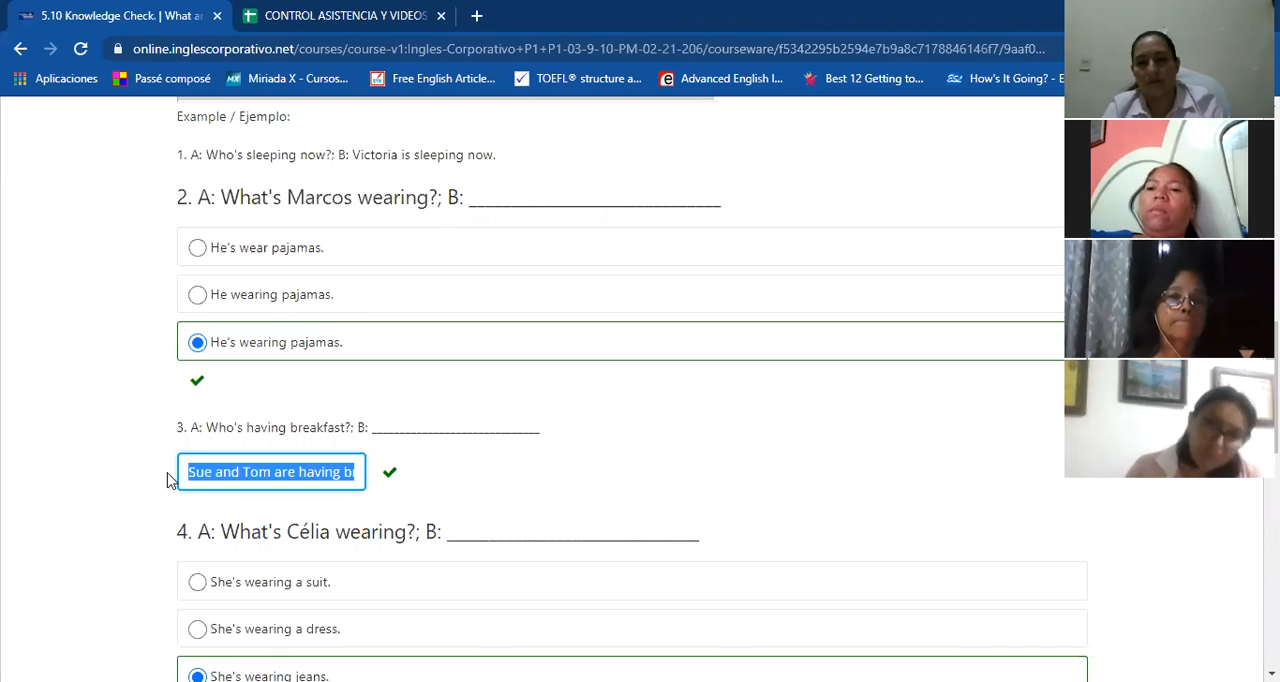 5.10 Knowledge Check. | What ar
CONTROL ASISTENCIA Y VIDEOS
online.inglescorporativo.net/courses/course-v1:Ingles-Corporativo+P1+P1-03-9-10-PM-02-21-206/courseware/f5342295b2594e7b9a8c7178846146f7/9aaf0...
Aplicaciones Passé composé Miriada X - Cursos... Free English Article... TOEFL® structure a... Advanced English I... Best 12 Getting to... How's It Going? - E
Example / Ejemplo:
1. A: Who's sleeping now?; B: Victoria is sleeping now.
2. A: What's Marcos wearing?; B: ____________________________
He's wear pajamas.
He wearing pajamas.
He's wearing pajamas.
3. A: Who's having breakfast?; B: ____________________________
Sue and Tom are having b
4. A: What's Célia wearing?; B: ____________________________
She's wearing a suit.
She's wearing a dress.
She's wearing jeans.